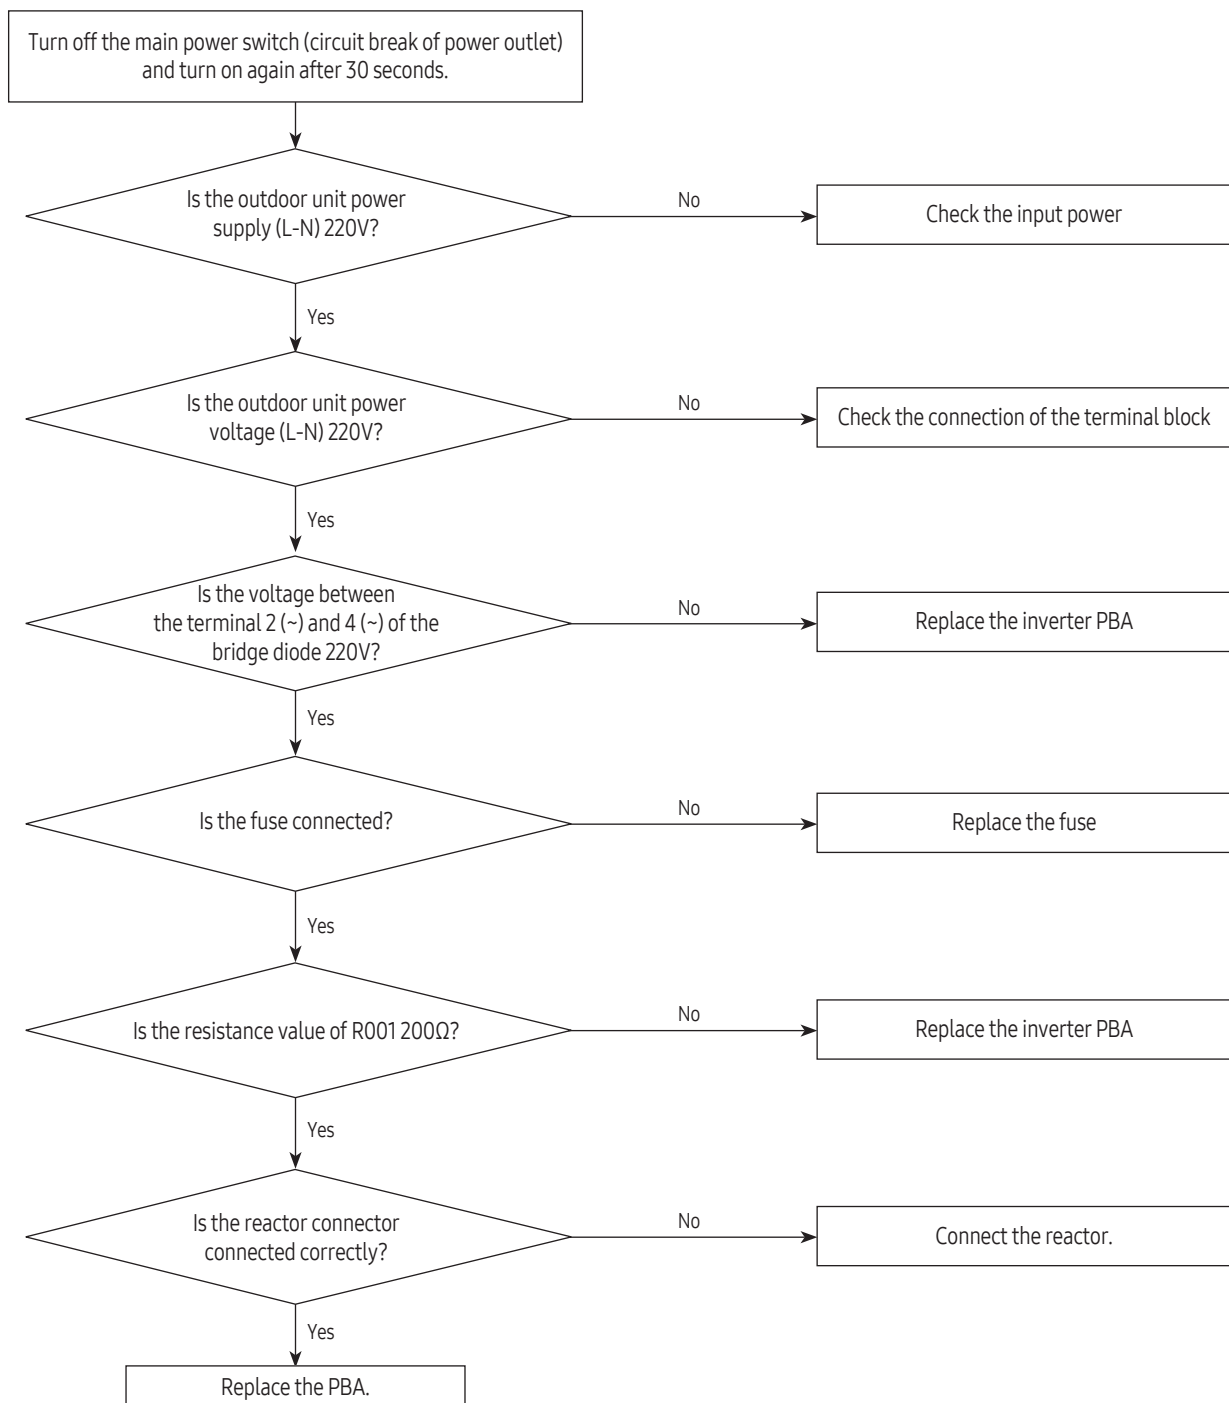 Turn off the main power switch (circuit break of power outlet)
and turn on again after 30 seconds.
Is the outdoor unit power
supply (L-N) 220V?
No
Check the input power
Yes
Is the outdoor unit power
voltage (L-N) 220V?
No
Check the connection of the terminal block
Yes
Is the voltage between
the terminal 2 (~) and 4 (~) of the
bridge diode 220V?
No
Replace the inverter PBA
Yes
Is the fuse connected?
No
Replace the fuse
Yes
Is the resistance value of R001 200Ω?
No
Replace the inverter PBA
Yes
Is the reactor connector
connected correctly?
No
Connect the reactor.
Yes
Replace the PBA.